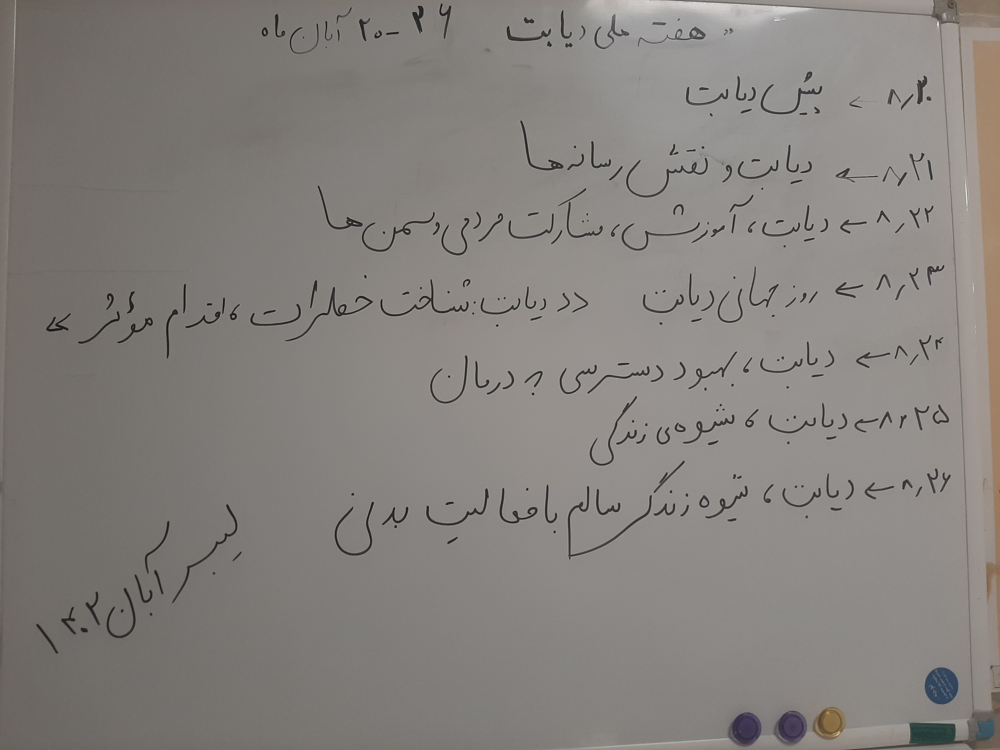 " هفته ملی دیابت ۲۶ - ۲۰ آبان ماه
۸٫۲۰ ← پیش دیابت
۸٫۲۱ ← دیابت و نقش رسانه ها
۸٫۲۲ ← دیابت، آموزش، مشارکت مردمی و سمن ها
۸٫۲۳ ← روز جهانی دیابت «دیابت: شناخت خطرات، اقدام مؤثر»
۸٫۲۴ ← دیابت، بهبود دسترسی به درمان
۸٫۲۵ ← دیابت، شیوه ی زندگی
۸٫۲۶ ← دیابت، شیوه زندگی سالم با فعالیت بدنی
لیبر آبان ۱۴۰۲
توجه: